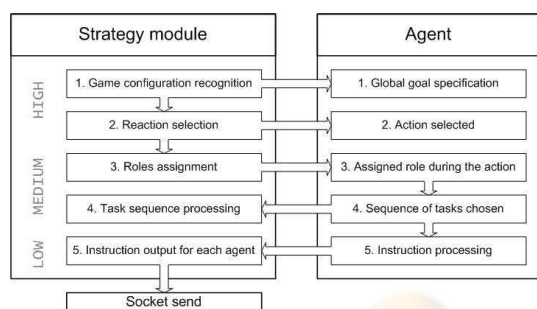 Strategy module
Agent
HIGH
MEDIUM
LOW
1. Game configuration recognition
1. Global goal specification
2. Reaction selection
2. Action selected
3. Roles assignment
3. Assigned role during the action
4. Task sequence processing
4. Sequence of tasks chosen
5. Instruction output for each agent
5. Instruction processing
Socket send